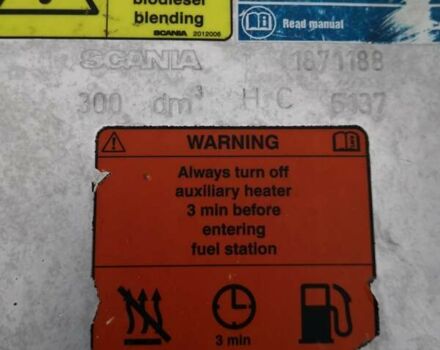 biodiesel
blending
SCANIA 2012006
Read manual
SCANIA 1871188
300 dm³ H.C 6137
WARNING
Always turn off
auxiliary heater
3 min before
entering
fuel station
3 min